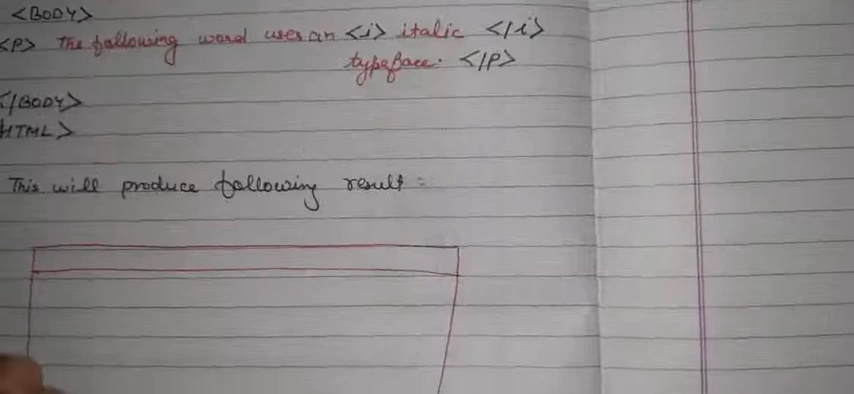 <BODY>
<P> The following word uses an <i> italic </i>
typeface. </P>
</BODY>
HTML>
This will produce following result :